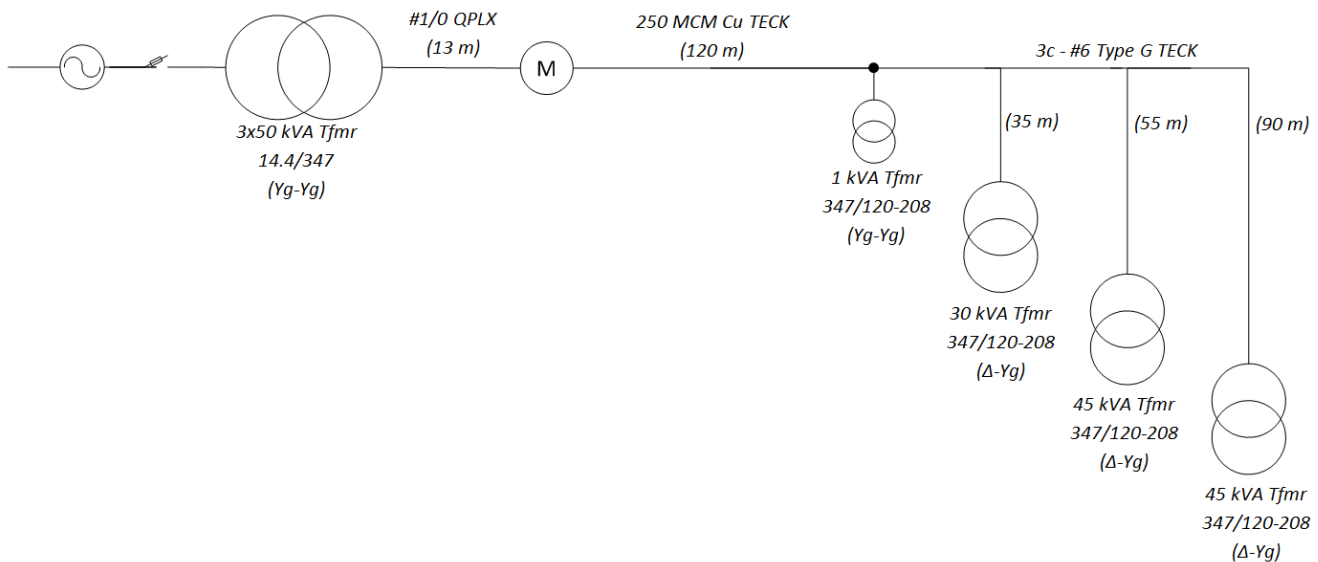 #1/0 QPLX
(13 m)
250 MCM Cu TECK
(120 m)
3c - #6 Type G TECK
M
(35 m)
(55 m)
(90 m)
3x50 kVA Tfmr
14.4/347
(Yg-Yg)
1 kVA Tfmr
347/120-208
(Yg-Yg)
30 kVA Tfmr
347/120-208
(Δ-Yg)
45 kVA Tfmr
347/120-208
(Δ-Yg)
45 kVA Tfmr
347/120-208
(Δ-Yg)